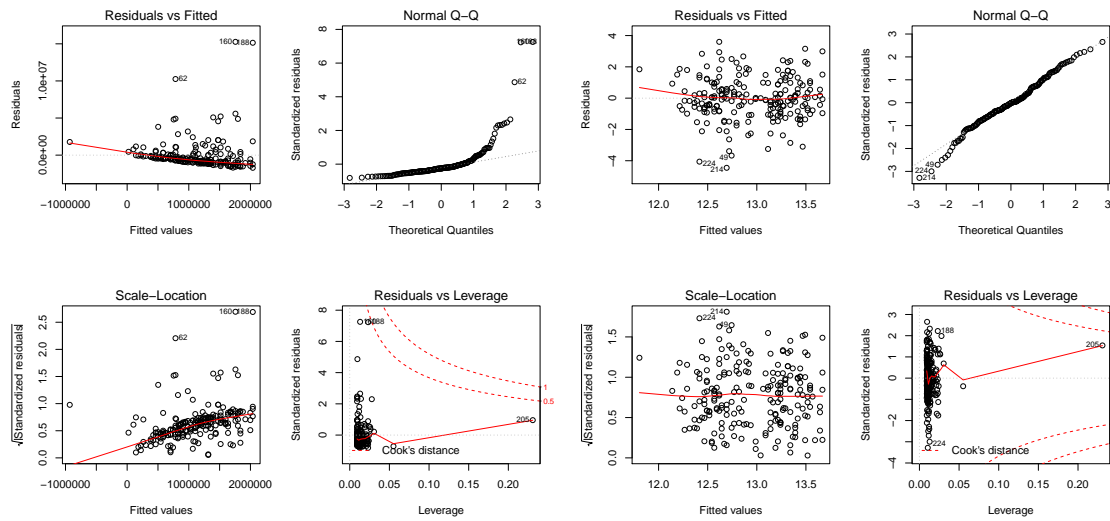 Residuals vs Fitted
Residuals
0.0e+00
1.0e+07
−1000000
0
1000000
2000000
Fitted values
160
188
62
Normal Q−Q
Standardized residuals
0
2
4
6
8
−3 −2 −1 0 1 2 3
Theoretical Quantiles
62
Residuals vs Fitted
Residuals
−4
−2
0
2
4
12.0 12.5 13.0 13.5
Fitted values
224
214
49
Normal Q−Q
Standardized residuals
−3
−2
−1
0
1
2
3
−3 −2 −1 0 1 2 3
Theoretical Quantiles
49
224
214
Scale−Location
√|Standardized residuals|
0.0
0.5
1.0
1.5
2.0
2.5
−1000000
0
1000000
2000000
Fitted values
160
188
62
Residuals vs Leverage
Standardized residuals
0
2
4
6
8
0.00 0.05 0.10 0.15 0.20
Leverage
188
205
1
0.5
Cook's distance
Scale−Location
√|Standardized residuals|
0.0
0.5
1.0
1.5
12.0 12.5 13.0 13.5
Fitted values
214
224
49
Residuals vs Leverage
Standardized residuals
−4
−2
−1
0
1
2
3
0.00 0.05 0.10 0.15 0.20
Leverage
188
205
224
Cook's distance